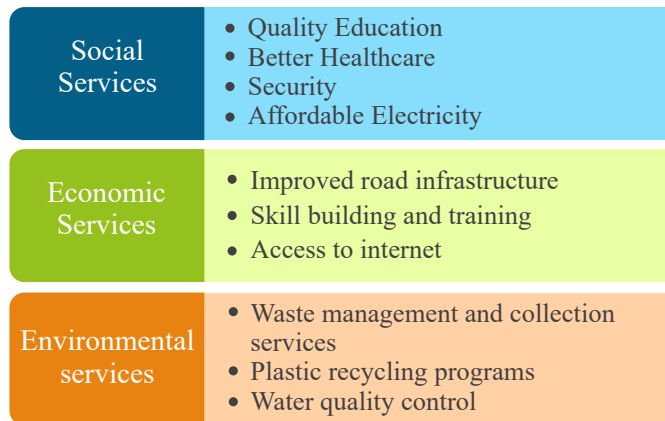 Social
Services
• Quality Education
• Better Healthcare
• Security
• Affordable Electricity
Economic
Services
• Improved road infrastructure
• Skill building and training
• Access to internet
Environmental
services
• Waste management and collection
services
• Plastic recycling programs
• Water quality control